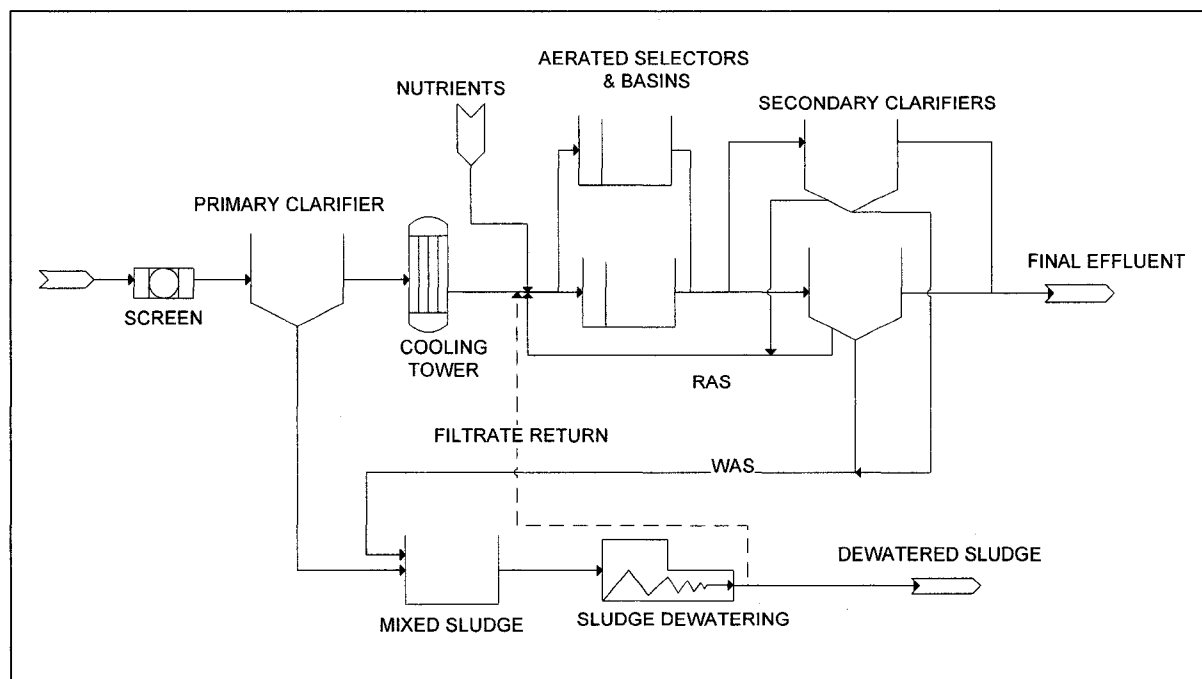 AERATED SELECTORS
& BASINS
NUTRIENTS
SECONDARY CLARIFIERS
PRIMARY CLARIFIER
FINAL EFFLUENT
SCREEN
COOLING
TOWER
RAS
FILTRATE RETURN
WAS
DEWATERED SLUDGE
MIXED SLUDGE
SLUDGE DEWATERING